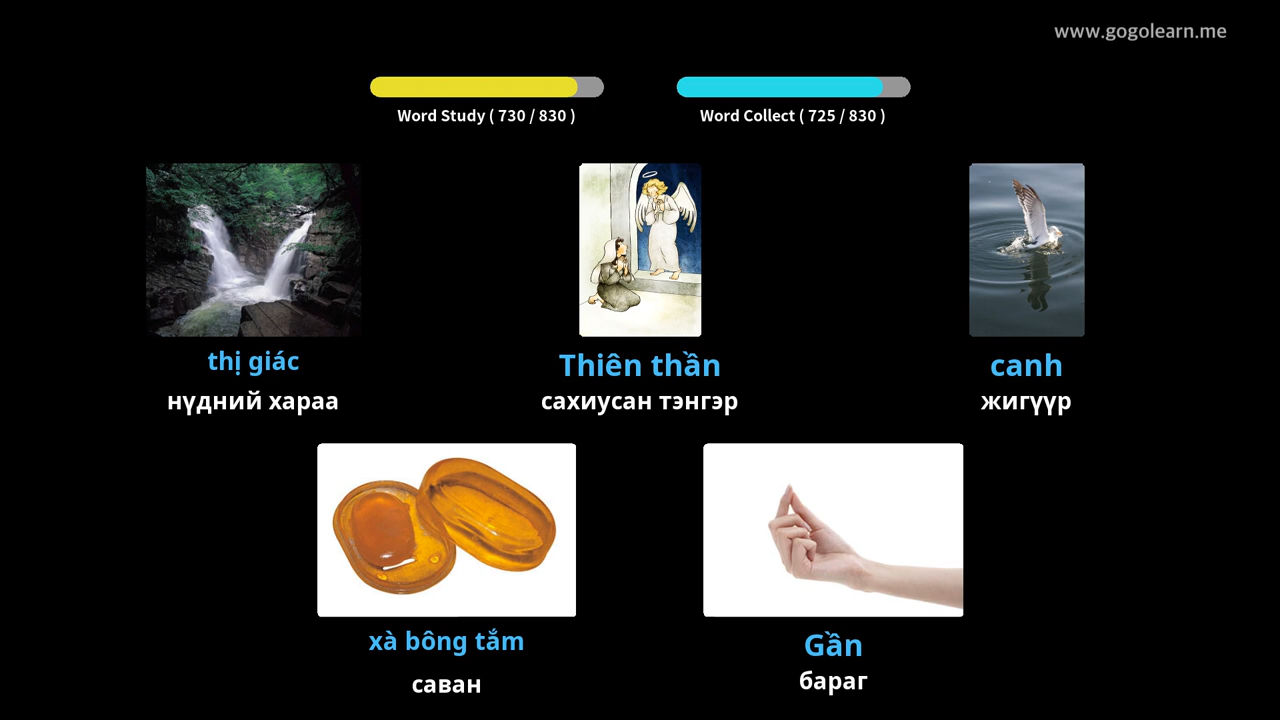 www.gogolearn.me
Word Study ( 730 / 830 )
Word Collect ( 725 / 830 )
thị giác
нүдний хараа
Thiên thần
сахиусан тэнгэр
canh
жигүүр
xà bông tắm
саван
Gần
бараг